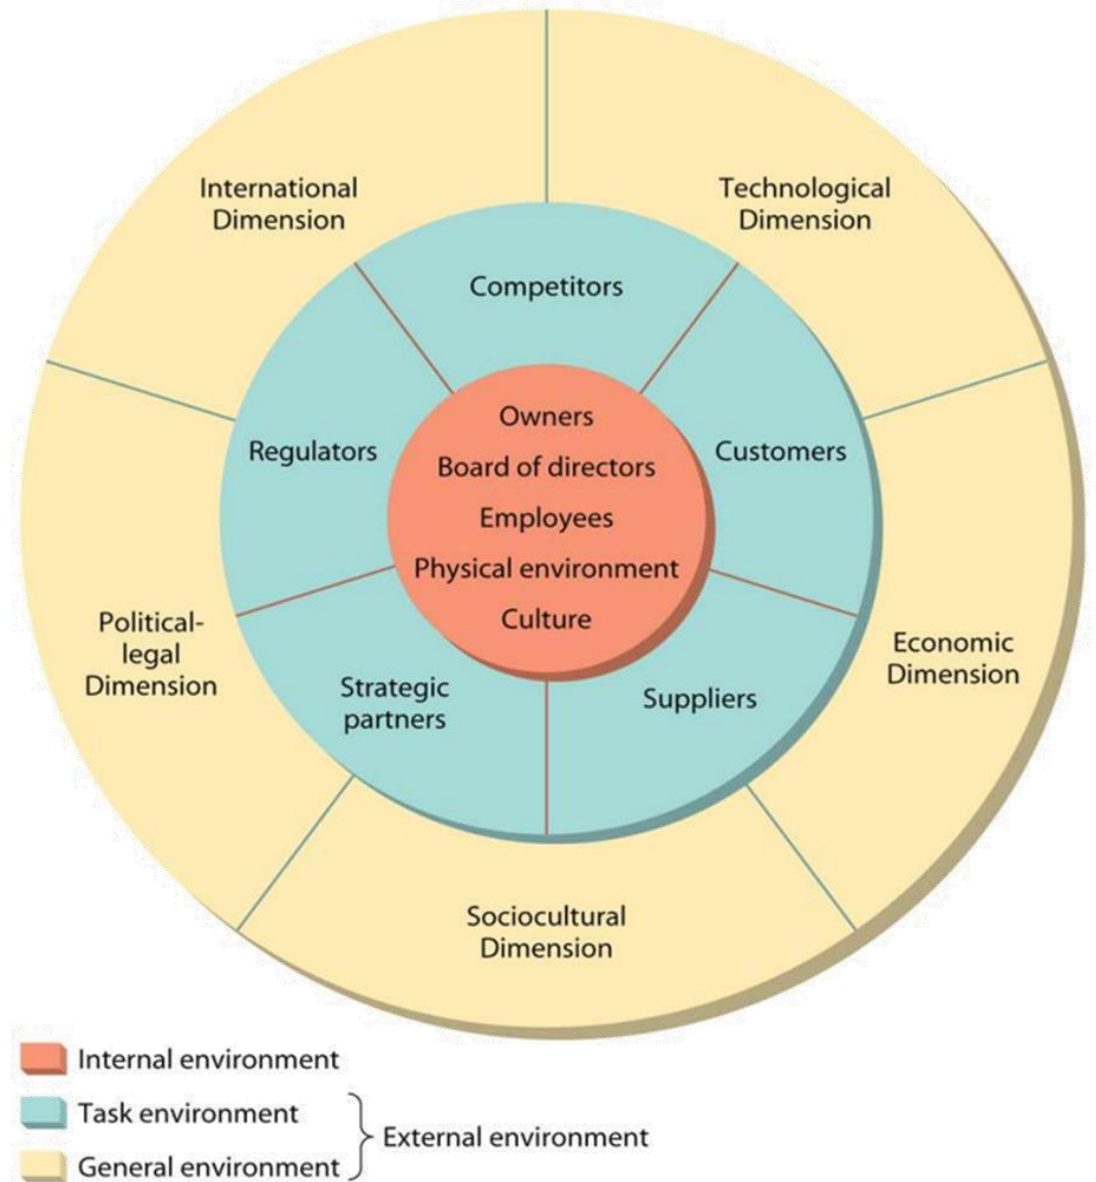 International
Dimension
Technological
Dimension
Competitors
Regulators
Customers
Owners
Board of directors
Employees
Physical environment
Culture
Political-
legal
Dimension
Economic
Dimension
Strategic
partners
Suppliers
Sociocultural
Dimension
Internal environment
Task environment
General environment
External environment